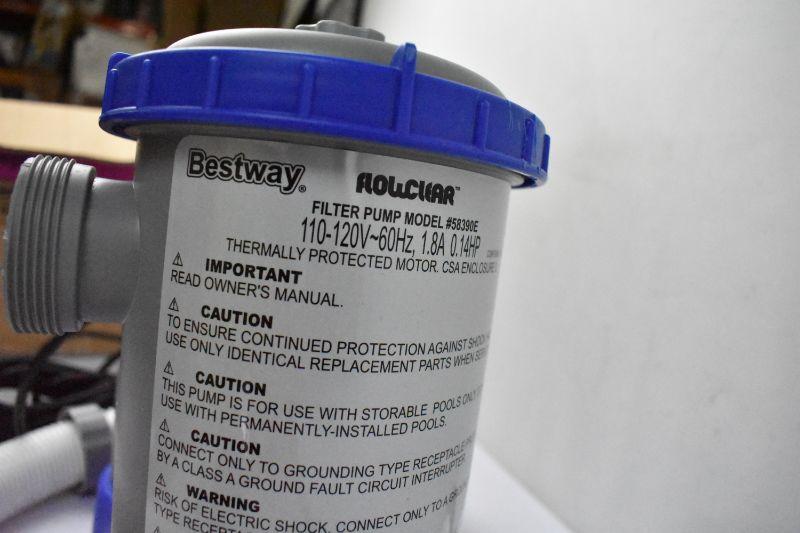 Bestway®
FLOWCLEAR™
FILTER PUMP MODEL #58390E
110-120V~60Hz, 1.8A 0.14HP
THERMALLY PROTECTED MOTOR. CSA ENCLOSURE
⚠ IMPORTANT
READ OWNER'S MANUAL.
⚠ CAUTION
TO ENSURE CONTINUED PROTECTION AGAINST SHOCK
USE ONLY IDENTICAL REPLACEMENT PARTS WHEN
⚠ CAUTION
THIS PUMP IS FOR USE WITH STORABLE POOLS ONLY
USE WITH PERMANENTLY-INSTALLED POOLS.
⚠ CAUTION
CONNECT ONLY TO GROUNDING TYPE RECEPTACLE
BY A CLASS A GROUND FAULT CIRCUIT INTERRUPTER
⚠ WARNING
RISK OF ELECTRIC SHOCK. CONNECT ONLY TO A
TYPE